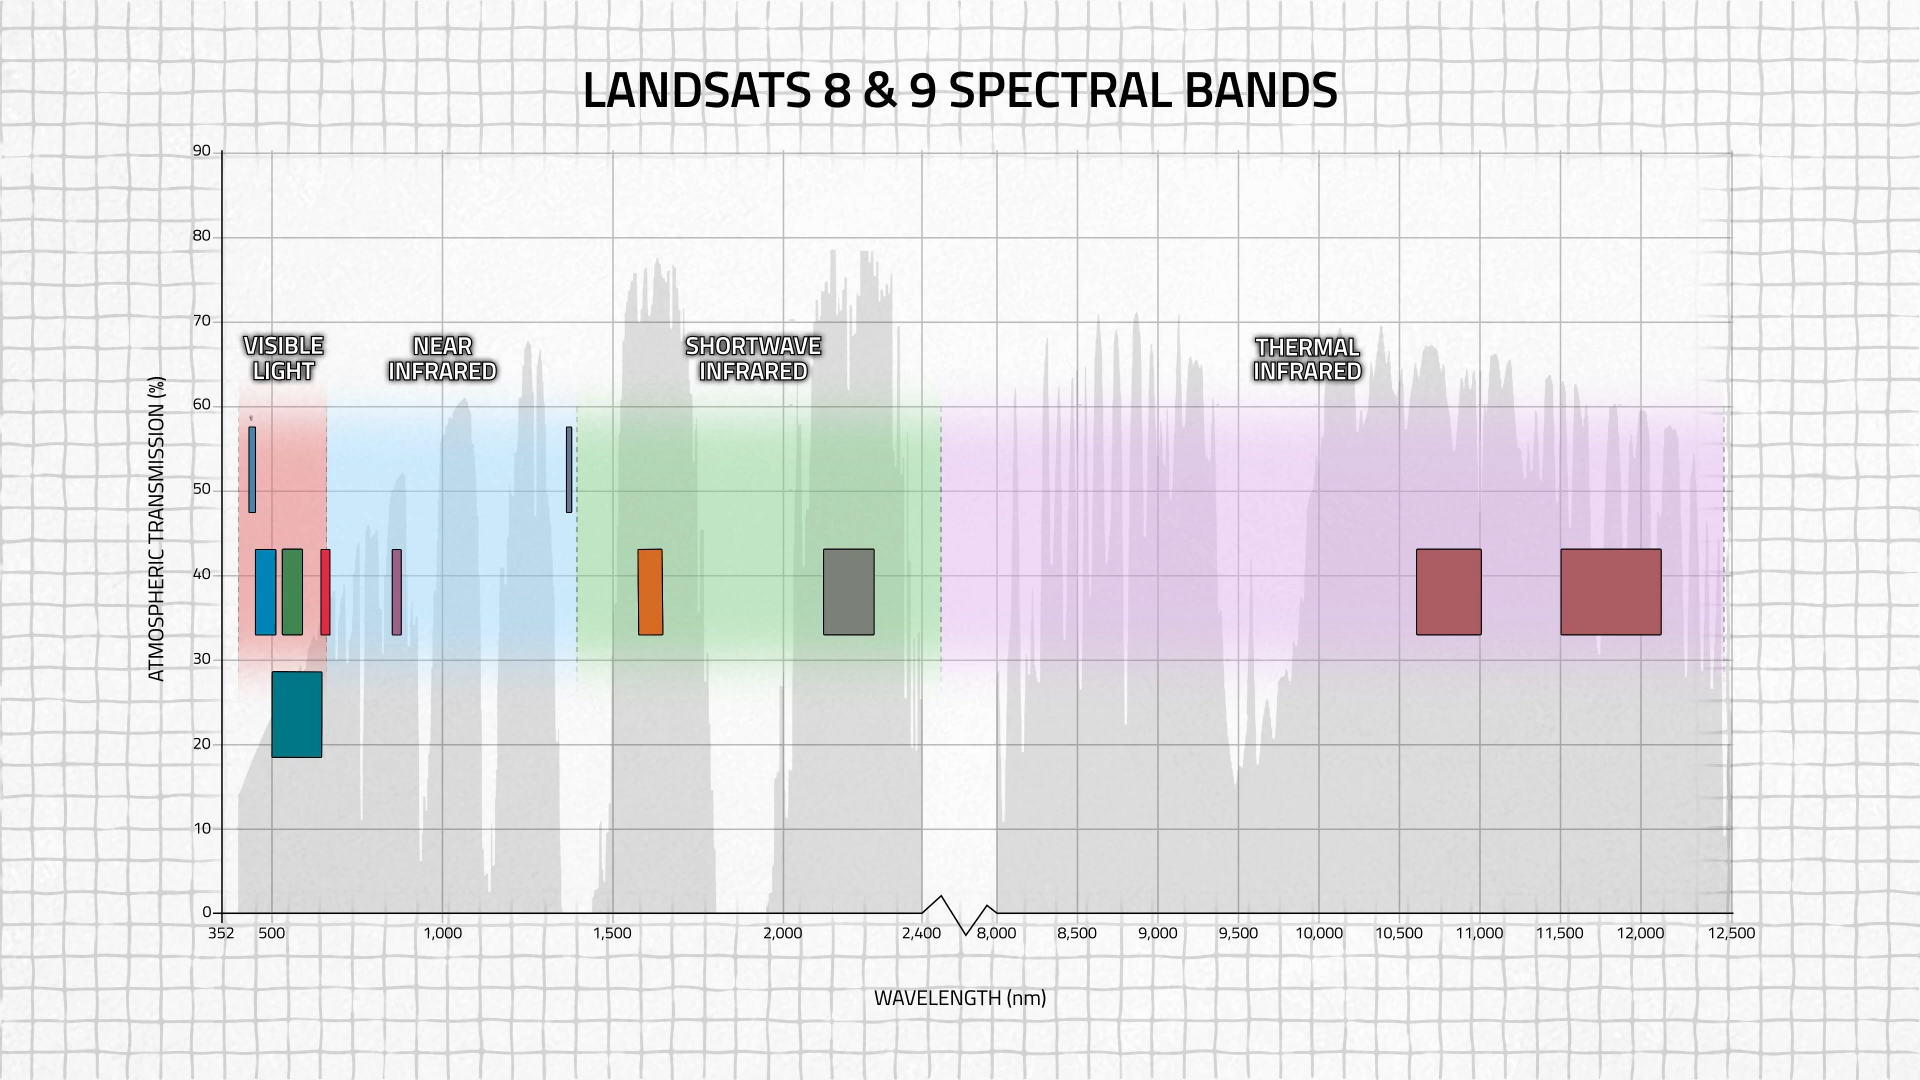 LANDSATS 8 & 9 SPECTRAL BANDS
90
80
70
60
50
40
30
20
10
0
ATMOSPHERIC TRANSMISSION (%)
VISIBLE
LIGHT
NEAR
INFRARED
SHORTWAVE
INFRARED
THERMAL
INFRARED
352 500 1,000 1,500 2,000 2,400 8,000 8,500 9,000 9,500 10,000 10,500 11,000 11,500 12,000 12,500
WAVELENGTH (nm)